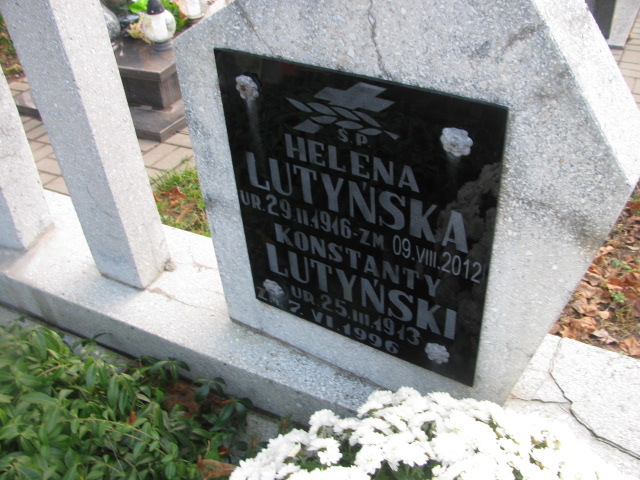 Ś.P.
HELENA
LUTYŃSKA
UR.29.II.1916-ZM 09.VIII.2012
KONSTANTY
LUTYŃSKI
UR.25.III.1913
ZM 7.VI.1996